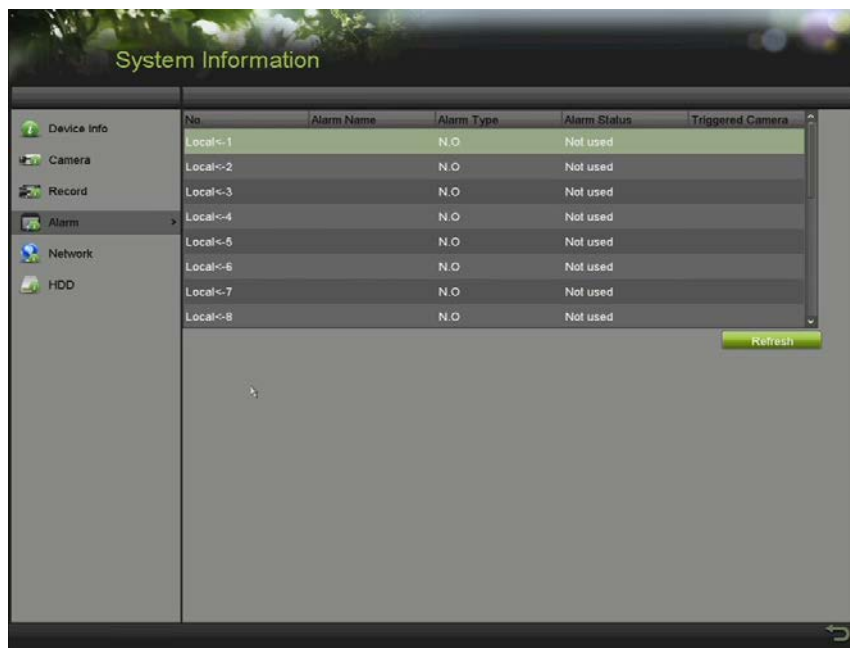 System Information
Device Info
Camera
Record
Alarm >
Network
HDD
No. Alarm Name Alarm Type Alarm Status Triggered Camera
Local<-1 N.O Not used
Local<-2 N.O Not used
Local<-3 N.O Not used
Local<-4 N.O Not used
Local<-5 N.O Not used
Local<-6 N.O Not used
Local<-7 N.O Not used
Local<-8 N.O Not used
Refresh